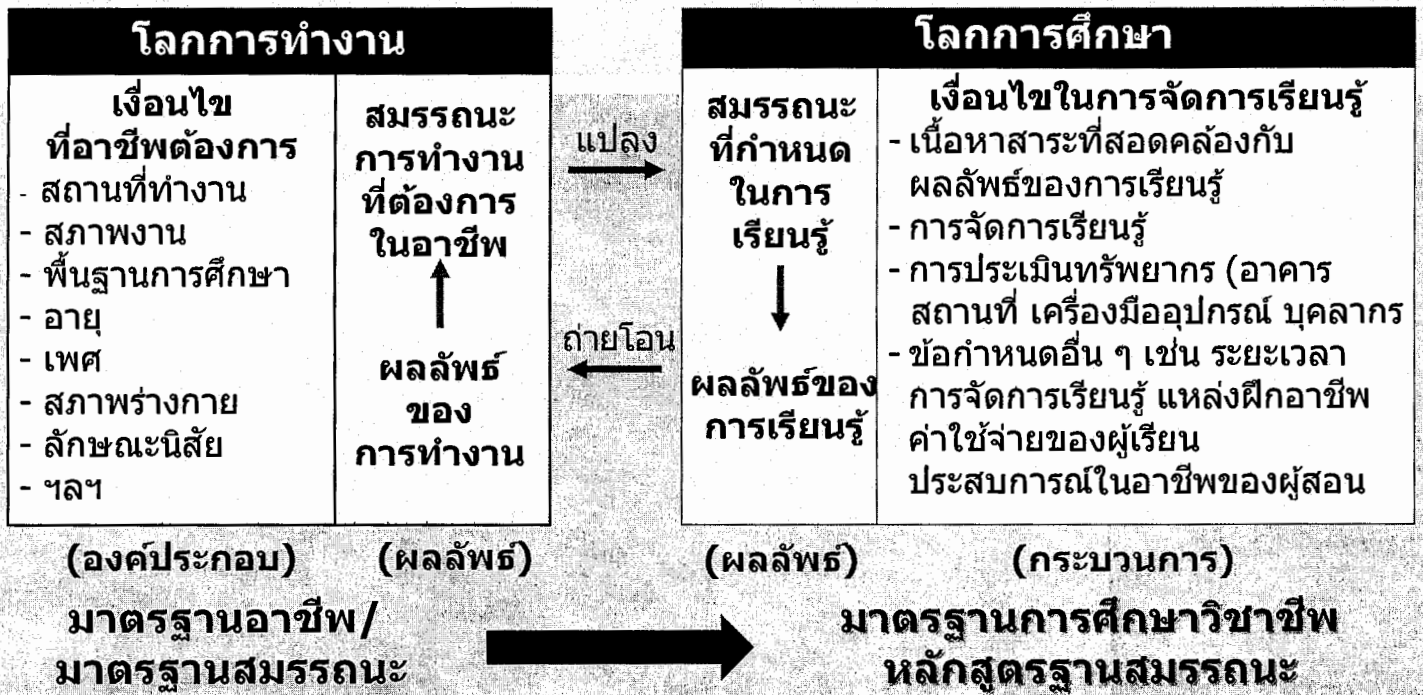 โลกการทำงาน
เงื่อนไข
ที่อาชีพต้องการ
- สถานที่ทำงาน
- สภาพงาน
- พื้นฐานการศึกษา
- อายุ
- เพศ
- สภาพร่างกาย
- ลักษณะนิสัย
- ฯลฯ
สมรรถนะ
การทำงาน
ที่ต้องการ
ในอาชีพ
ผลลัพธ์
ของ
การทำงาน
แปลง
ถ่ายโอน
โลกการศึกษา
สมรรถนะ
ที่กำหนด
ในการ
เรียนรู้
ผลลัพธ์ของ
การเรียนรู้
เงื่อนไขในการจัดการเรียนรู้
- เนื้อหาสาระที่สอดคล้องกับ
ผลลัพธ์ของการเรียนรู้
- การจัดการเรียนรู้
- การประเมินทรัพยากร (อาคาร
สถานที่ เครื่องมืออุปกรณ์ บุคลากร
- ข้อกำหนดอื่น ๆ เช่น ระยะเวลา
การจัดการเรียนรู้ แหล่งฝึกอาชีพ
ค่าใช้จ่ายของผู้เรียน
ประสบการณ์ในอาชีพของผู้สอน
(องค์ประกอบ)
(ผลลัพธ์)
(ผลลัพธ์)
(กระบวนการ)
มาตรฐานอาชีพ/
มาตรฐานสมรรถนะ
มาตรฐานการศึกษาวิชาชีพ
หลักสูตรฐานสมรรถนะ